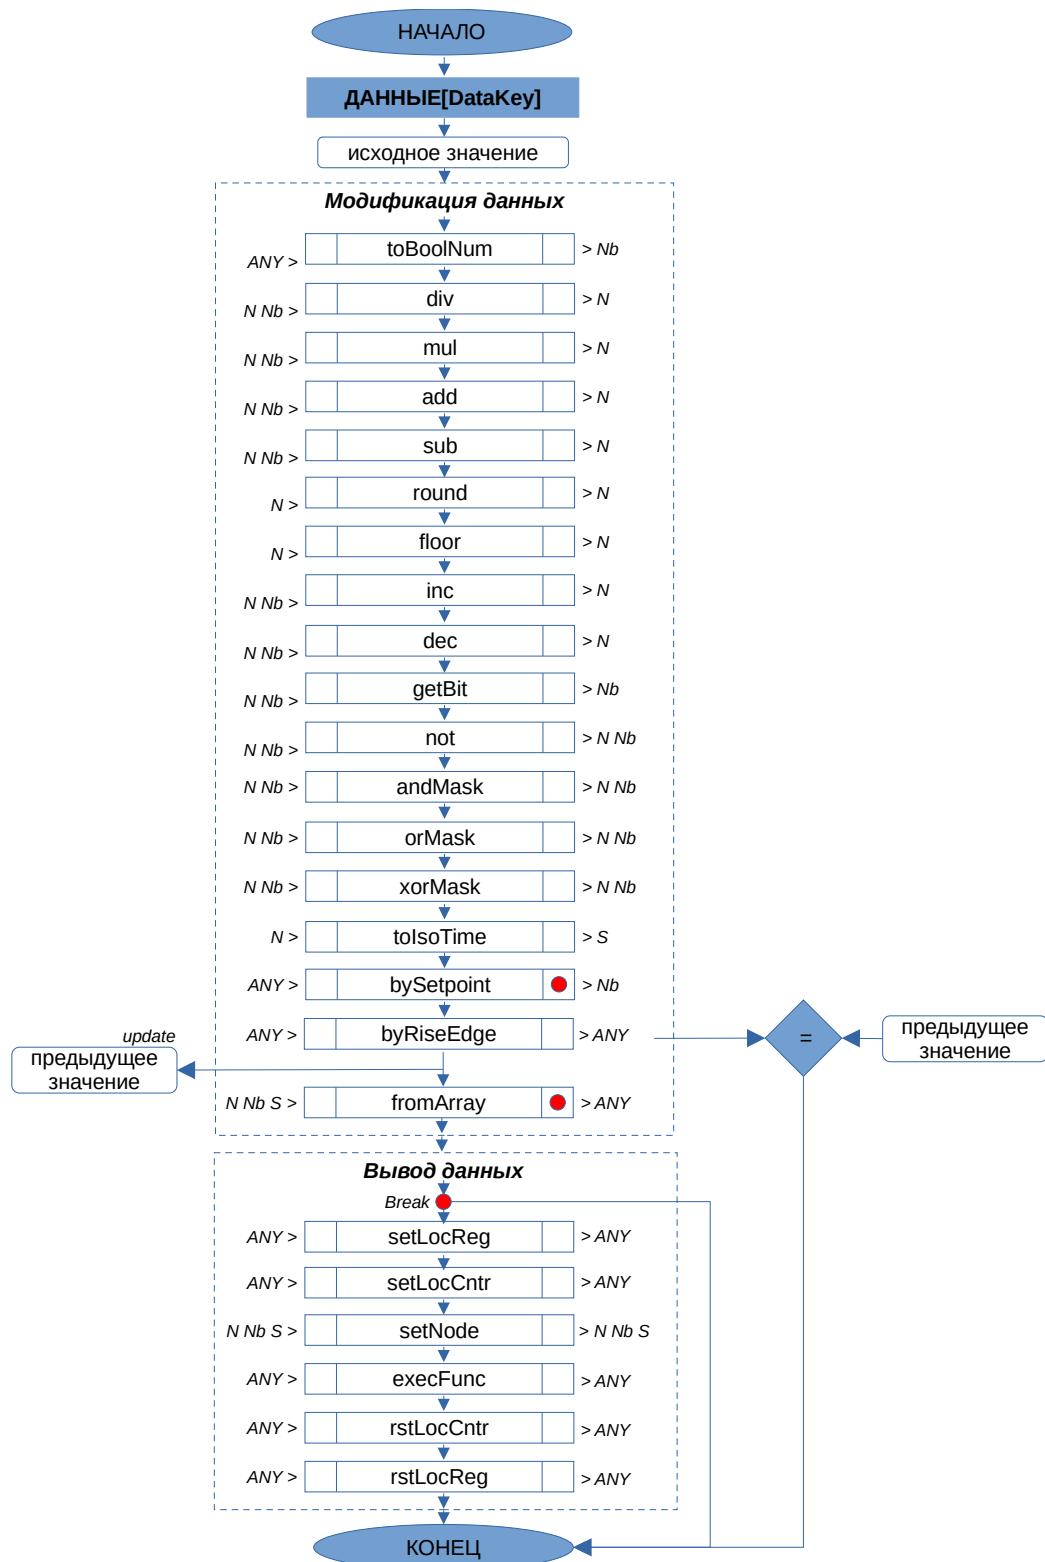 НАЧАЛО
ДАННЫЕ[DataKey]
исходное значение
Модификация данных
ANY > toBoolNum > Nb
N Nb > div > N
N Nb > mul > N
N Nb > add > N
N Nb > sub > N
N > round > N
N > floor > N
N Nb > inc > N
N Nb > dec > N
N Nb > getBit > Nb
N Nb > not > N Nb
N Nb > andMask > N Nb
N Nb > orMask > N Nb
N Nb > xorMask > N Nb
N > toIsoTime > S
ANY > bySetpoint > Nb
ANY > byRiseEdge > ANY
=
предыдущее
значение
update
предыдущее
значение
N Nb S > fromArray > ANY
Вывод данных
Break
ANY > setLocReg > ANY
ANY > setLocCntr > ANY
N Nb S > setNode > N Nb S
ANY > execFunc > ANY
ANY > rstLocCntr > ANY
ANY > rstLocReg > ANY
КОНЕЦ